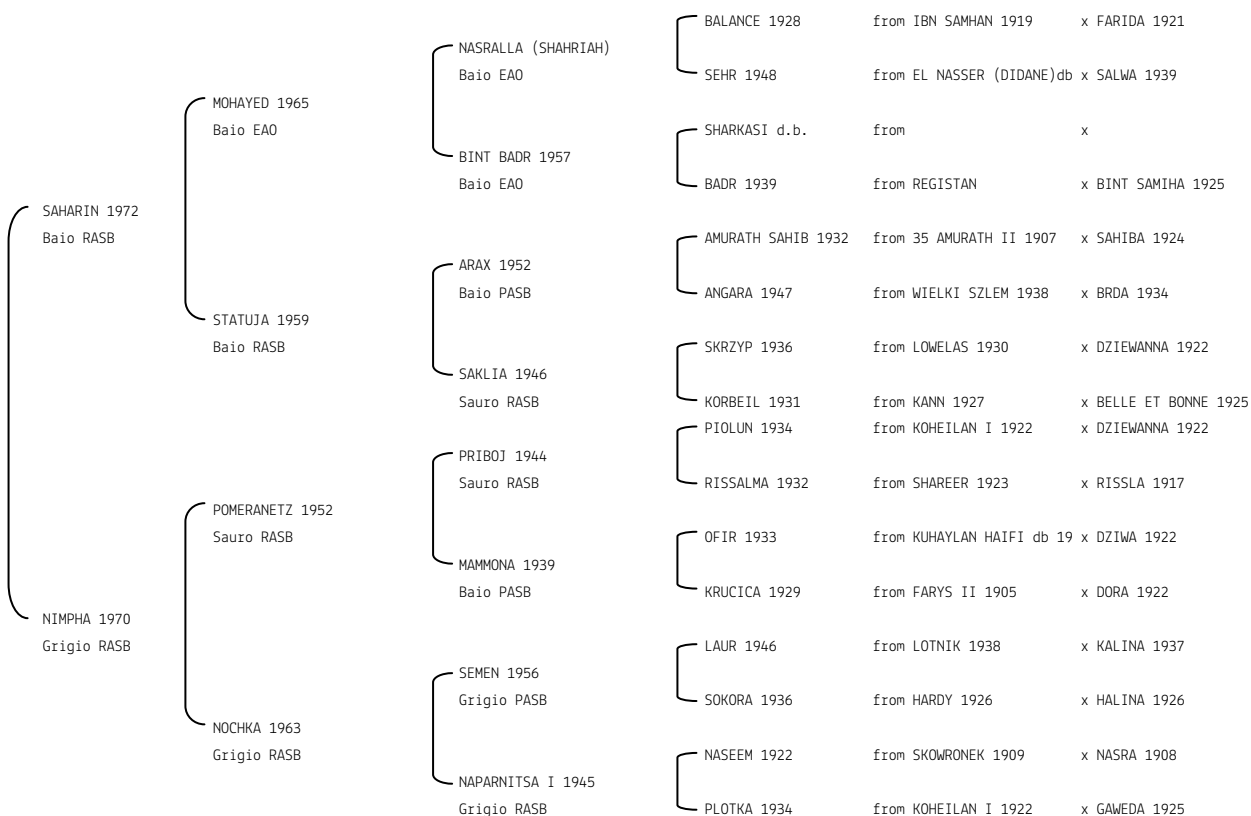 BALANCE 1928 from IBN SAMHAN 1919 x FARIDA 1921
NASRALLA (SHAHRIAH)
Baio EAO
SEHR 1948 from EL NASSER (DIDANE)db x SALWA 1939
MOHAYED 1965
Baio EAO
SHARKASI d.b. from x
BINT BADR 1957
Baio EAO
BADR 1939 from REGISTAN x BINT SAMIHA 1925
SAHARIN 1972
Baio RASB
AMURATH SAHIB 1932 from 35 AMURATH II 1907 x SAHIBA 1924
ARAX 1952
Baio PASB
ANGARA 1947 from WIELKI SZLEM 1938 x BRDA 1934
STATUJA 1959
Baio RASB
SKRZYP 1936 from LOWELAS 1930 x DZIEWANNA 1922
SAKLIA 1946
Sauro RASB
KORBEIL 1931 from KANN 1927 x BELLE ET BONNE 1925
PIOLUN 1934 from KOHEILAN I 1922 x DZIEWANNA 1922
PRIBOJ 1944
Sauro RASB
RISSALMA 1932 from SHAREER 1923 x RISSLA 1917
POMERANETZ 1952
Sauro RASB
OFIR 1933 from KUHAYLAN HAIFI db 19 x DZIWA 1922
MAMMONA 1939
Baio PASB
KRUCICA 1929 from FARYS II 1905 x DORA 1922
NIMPHA 1970
Grigio RASB
LAUR 1946 from LOTNIK 1938 x KALINA 1937
SEMEN 1956
Grigio PASB
SOKORA 1936 from HARDY 1926 x HALINA 1926
NOCHKA 1963
Grigio RASB
NASEEM 1922 from SKOWRONEK 1909 x NASRA 1908
NAPARNITSA I 1945
Grigio RASB
PLOTKA 1934 from KOHEILAN I 1922 x GAWEDA 1925